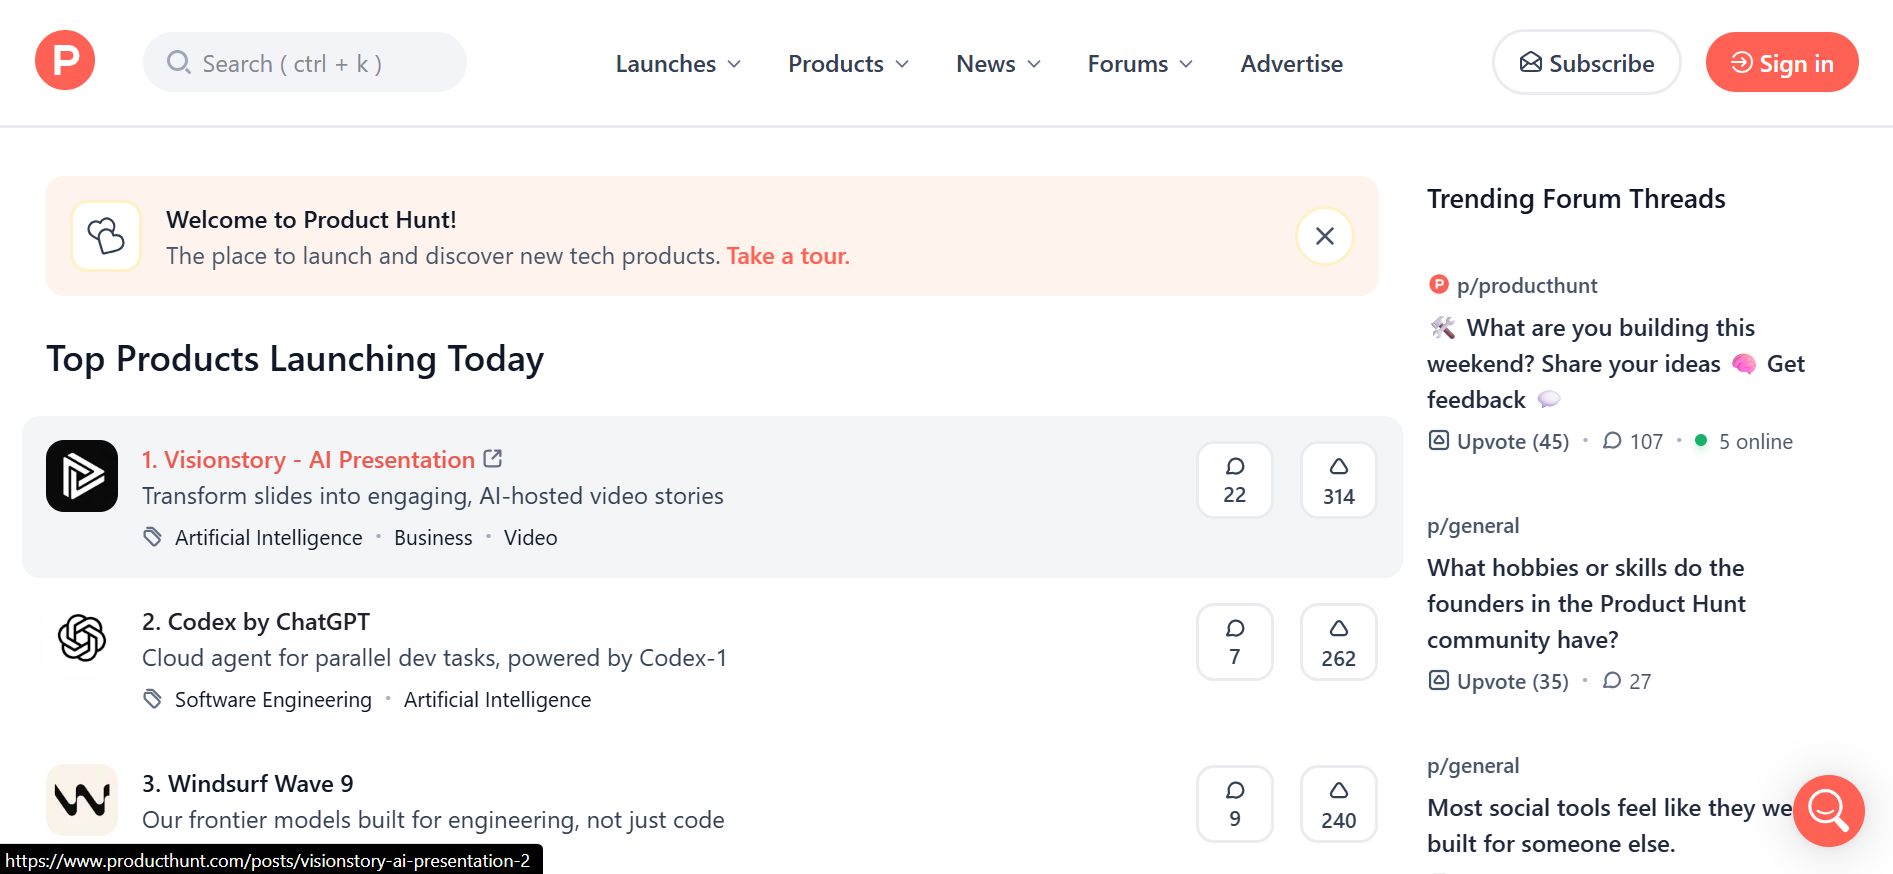 P
Search ( ctrl + k )
Launches
Products
News
Forums
Advertise
Subscribe
Sign in
Welcome to Product Hunt!
The place to launch and discover new tech products. Take a tour.
Top Products Launching Today
1. Visionstory - AI Presentation
Transform slides into engaging, AI-hosted video stories
Artificial Intelligence • Business • Video
22
314
2. Codex by ChatGPT
Cloud agent for parallel dev tasks, powered by Codex-1
Software Engineering • Artificial Intelligence
7
262
3. Windsurf Wave 9
Our frontier models built for engineering, not just code
9
240
Trending Forum Threads
P p/producthunt
🛠️ What are you building this
weekend? Share your ideas 🧠 Get
feedback 💬
Upvote (45) • 107 • 5 online
p/general
What hobbies or skills do the
founders in the Product Hunt
community have?
Upvote (35) • 27
p/general
Most social tools feel like they we
built for someone else.
https://www.producthunt.com/posts/visionstory-ai-presentation-2